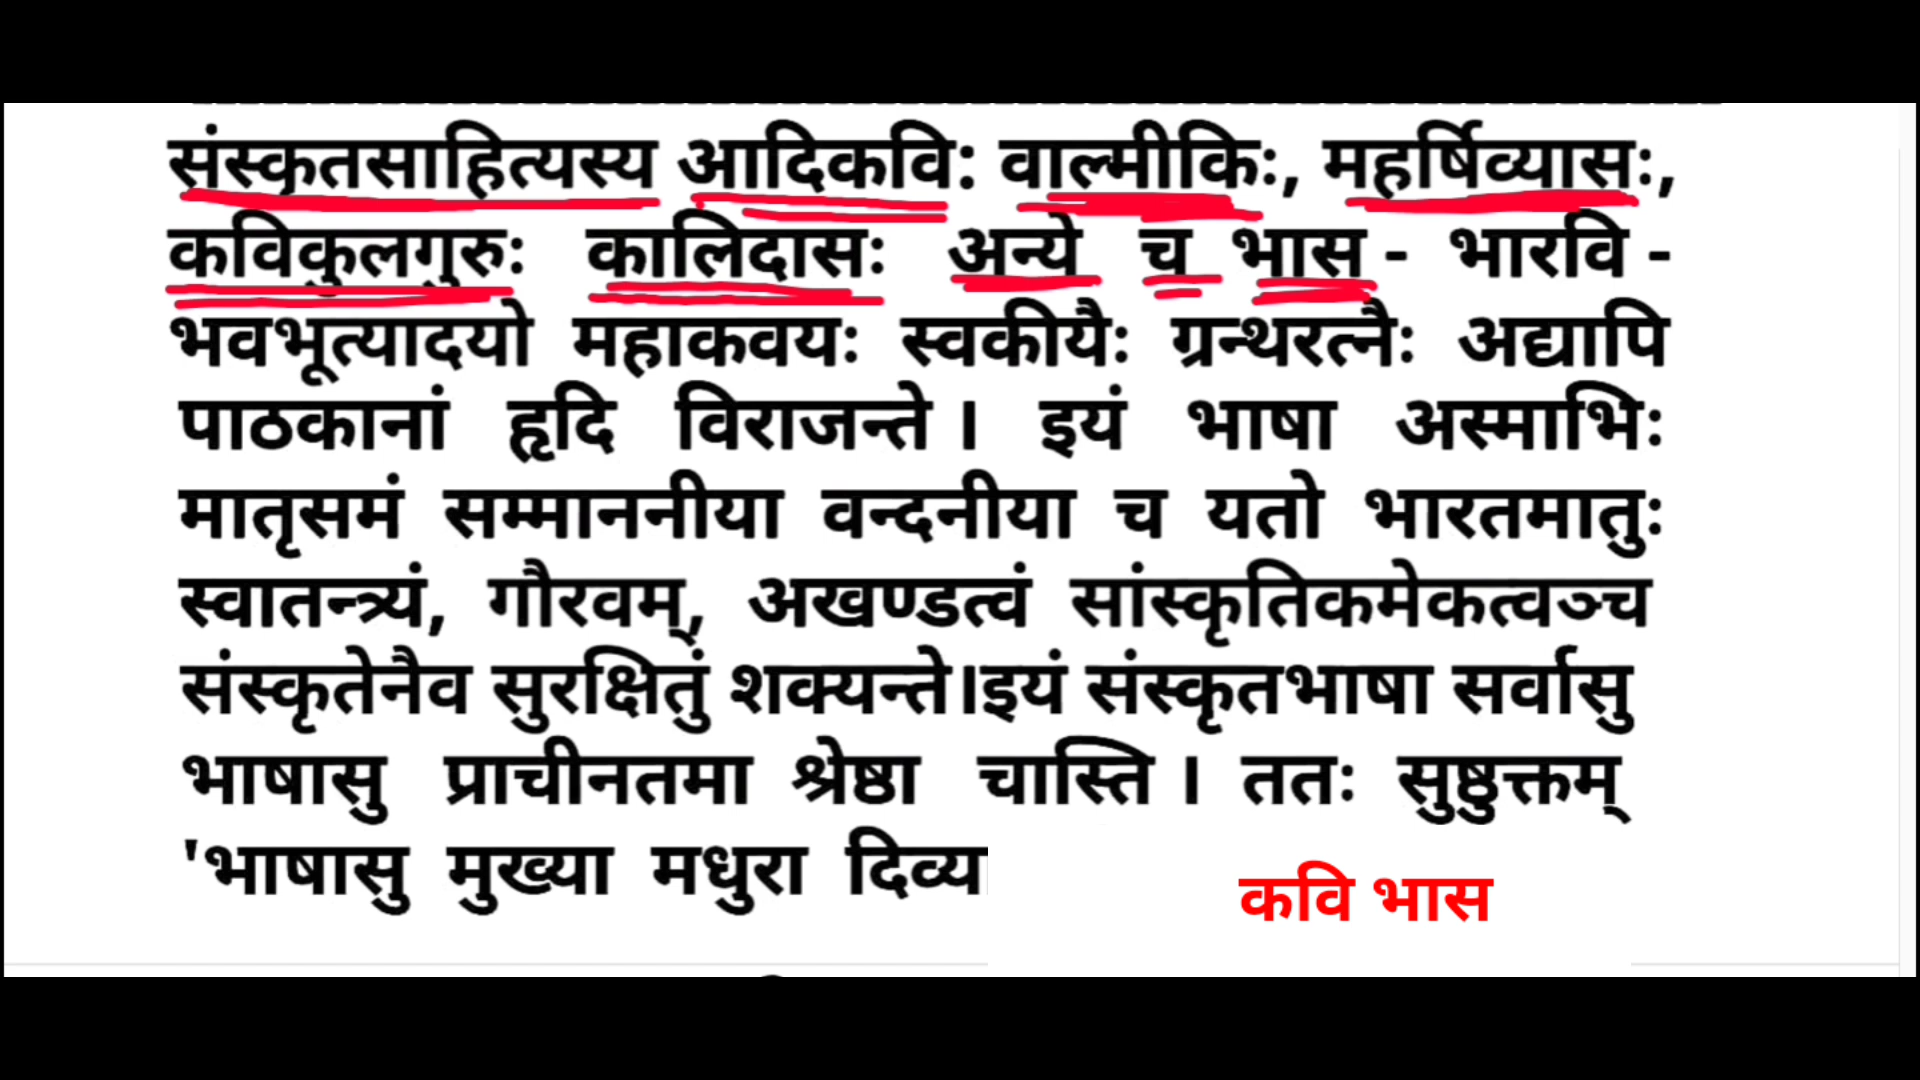 संस्कृतसाहित्यस्य आदिकवि: वाल्मीकिः, महर्षिव्यासः,
कविकुलगुरुः कालिदासः अन्ये च भास - भारवि -
भवभूत्यादयो महाकवयः स्वकीयैः ग्रन्थरत्नैः अद्यापि
पाठकानां हृदि विराजन्ते । इयं भाषा अस्माभिः
मातृसमं सम्माननीया वन्दनीया च यतो भारतमातुः
स्वातन्त्र्यं, गौरवम्, अखण्डत्वं सांस्कृतिकमेकत्वञ्च
संस्कृतेनैव सुरक्षितुं शक्यन्ते।इयं संस्कृतभाषा सर्वासु
भाषासु प्राचीनतमा श्रेष्ठा चास्ति । ततः सुष्ठुक्तम्
'भाषासु मुख्या मधुरा दिव्य
कवि भास